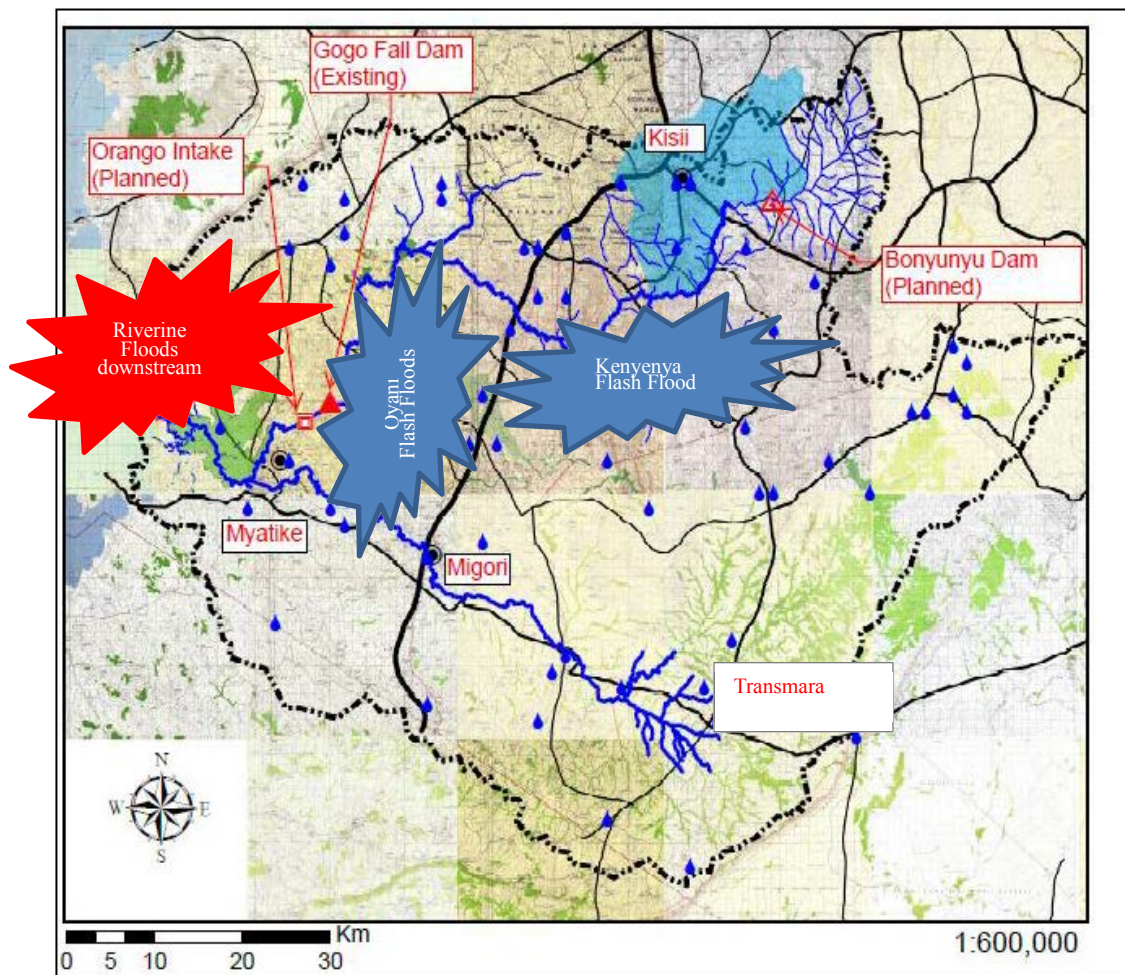 Gogo Fall Dam
(Existing)
Orango Intake
(Planned)
Kisii
Bonyunyu Dam
(Planned)
Riverine
Floods
downstream
Oyani
Flash Floods
Kenyenya
Flash Flood
Myatike
Migori
Transmara
N
W
E
S
Km
0 5 10 20 30
1:600,000